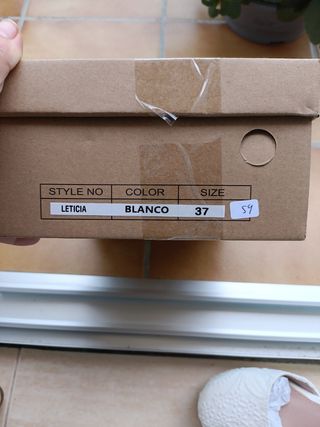 STYLE NO COLOR SIZE
LETICIA BLANCO 37 59